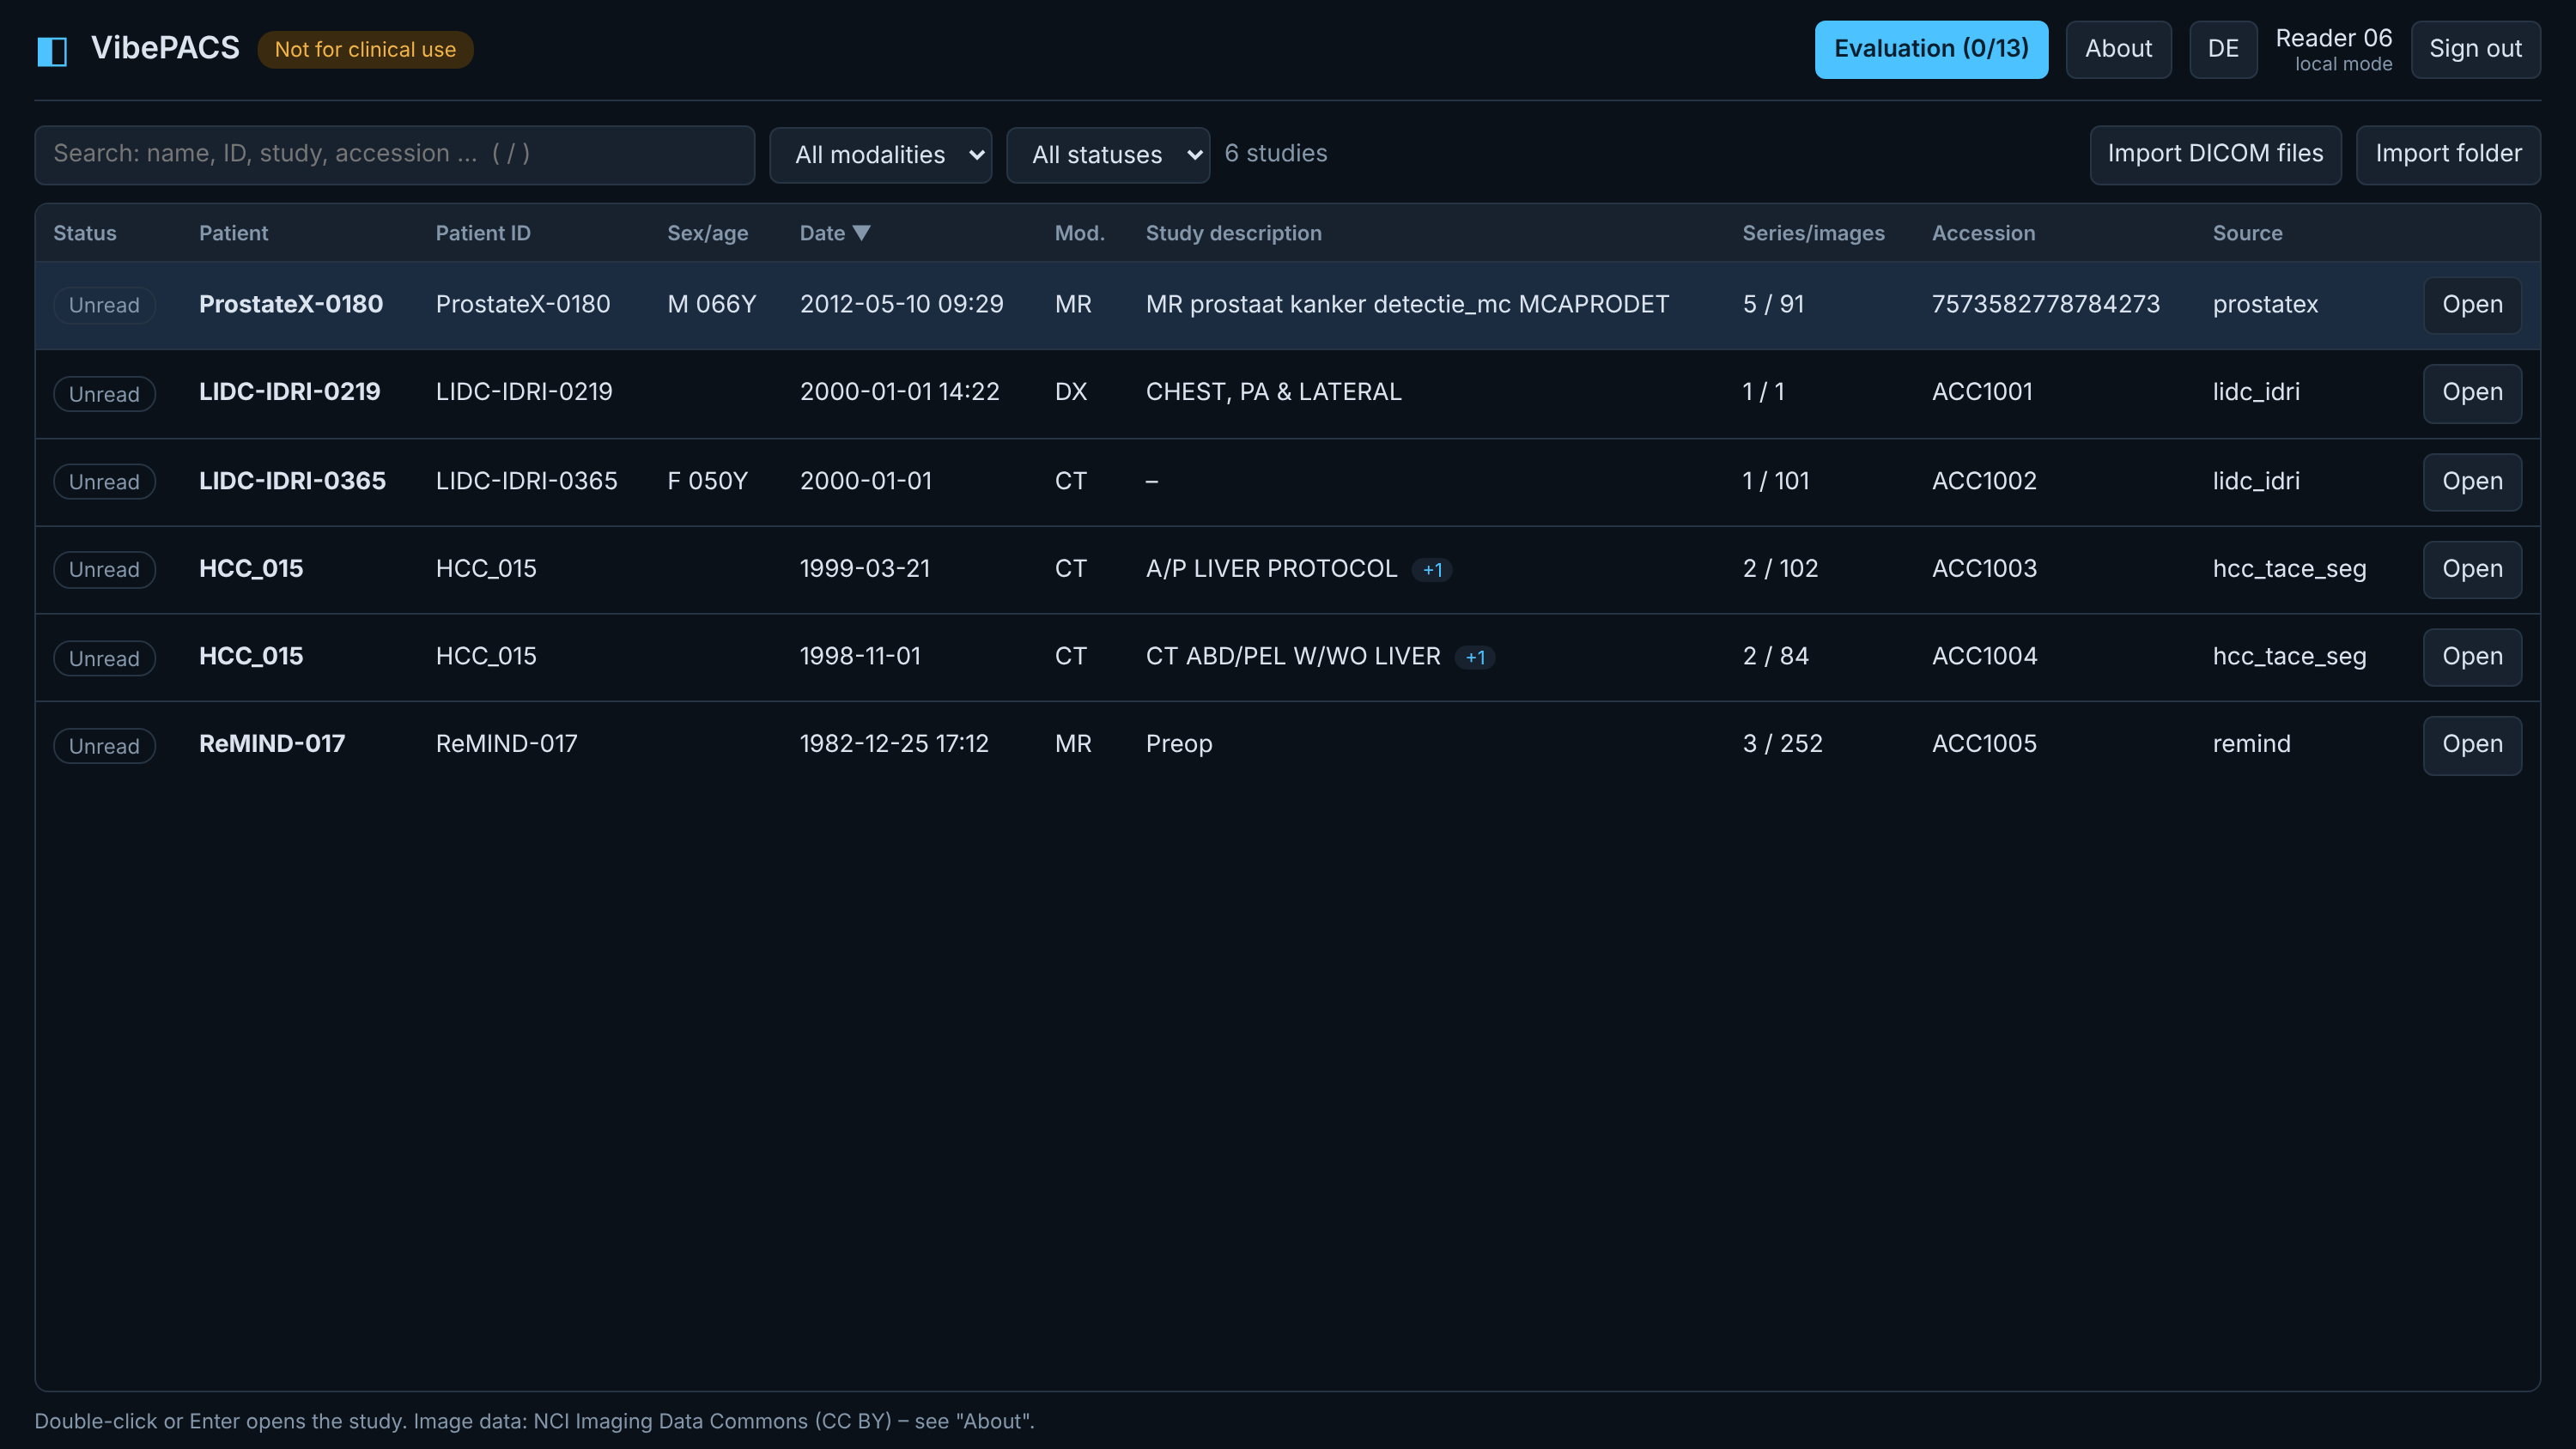 VibePACS Not for clinical use Evaluation (0/13) About DE Reader 06 local mode Sign out
Search: name, ID, study, accession ... ( / ) All modalities All statuses 6 studies Import DICOM files Import folder
Status Patient Patient ID Sex/age Date ▼ Mod. Study description Series/images Accession Source
Unread ProstateX-0180 ProstateX-0180 M 066Y 2012-05-10 09:29 MR MR prostaat kanker detectie_mc MCAPRODET 5 / 91 7573582778784273 prostatex Open
Unread LIDC-IDRI-0219 LIDC-IDRI-0219 2000-01-01 14:22 DX CHEST, PA & LATERAL 1 / 1 ACC1001 lidc_idri Open
Unread LIDC-IDRI-0365 LIDC-IDRI-0365 F 050Y 2000-01-01 CT – 1 / 101 ACC1002 lidc_idri Open
Unread HCC_015 HCC_015 1999-03-21 CT A/P LIVER PROTOCOL +1 2 / 102 ACC1003 hcc_tace_seg Open
Unread HCC_015 HCC_015 1998-11-01 CT CT ABD/PEL W/WO LIVER +1 2 / 84 ACC1004 hcc_tace_seg Open
Unread ReMIND-017 ReMIND-017 1982-12-25 17:12 MR Preop 3 / 252 ACC1005 remind Open
Double-click or Enter opens the study. Image data: NCI Imaging Data Commons (CC BY) – see "About".